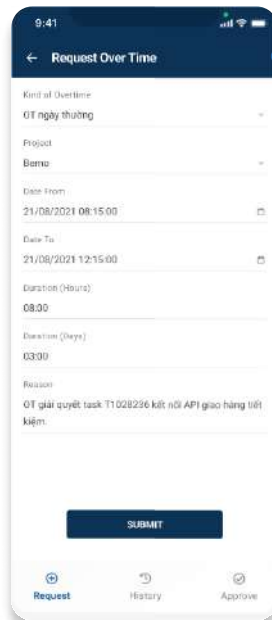 9:41
Request Over Time
Kind of Overtime
OT ngày thường
Project
Bemo
Date From
21/08/2021 08:15:00
Date To
21/08/2021 12:15:00
Duration (Hours)
08:00
Duration (Days)
03:00
Reason
OT giải quyết task T1028236 kết nối API giao hàng tiết
kiệm.
SUBMIT
Request History Approve